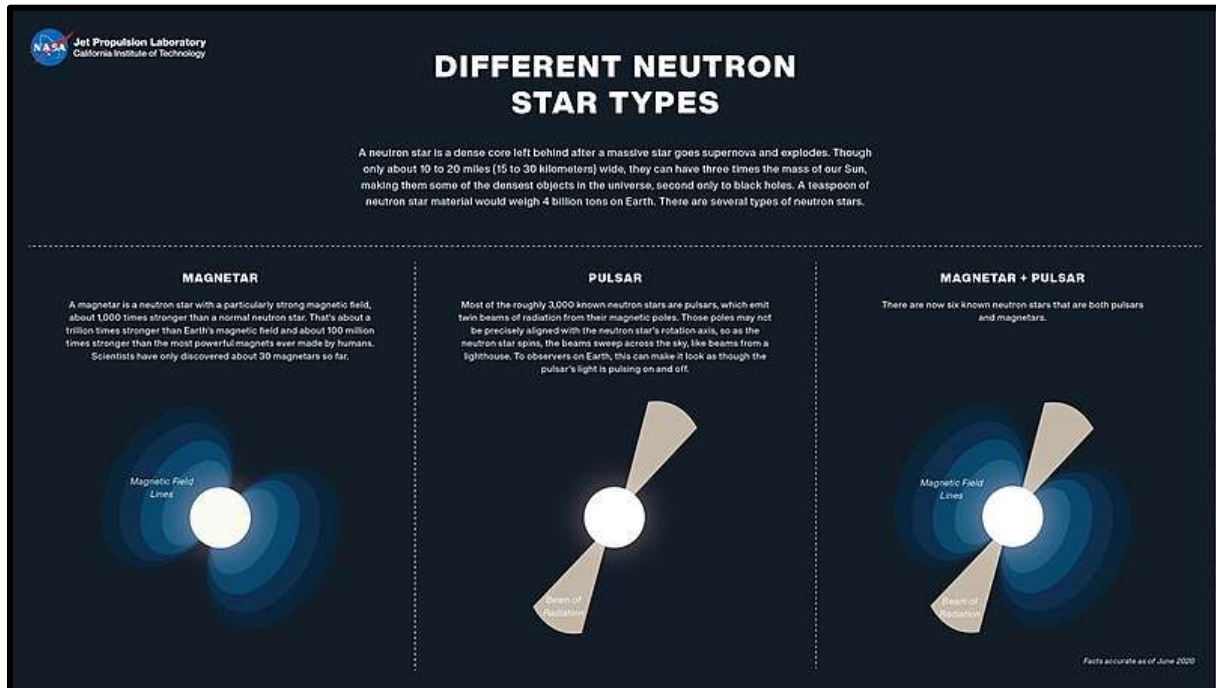 NASA
Jet Propulsion Laboratory
California Institute of Technology
DIFFERENT NEUTRON
STAR TYPES
A neutron star is a dense core left behind after a massive star goes supernova and explodes. Though
only about 10 to 20 miles (15 to 30 kilometers) wide, they can have three times the mass of our Sun,
making them some of the densest objects in the universe, second only to black holes. A teaspoon of
neutron star material would weigh 4 billion tons on Earth. There are several types of neutron stars.
MAGNETAR
A magnetar is a neutron star with a particularly strong magnetic field,
about 1,000 times stronger than a normal neutron star. That's about a
trillion times stronger than Earth's magnetic field and about 100 million
times stronger than the most powerful magnets ever made by humans.
Scientists have only discovered about 30 magnetars so far.
Magnetic Field
Lines
PULSAR
Most of the roughly 3,000 known neutron stars are pulsars, which emit
twin beams of radiation from their magnetic poles. Those poles may not
be precisely aligned with the neutron star's rotation axis, so as the
neutron star spins, the beams sweep across the sky, like beams from a
lighthouse. To observers on Earth, this can make it look as though the
pulsar's light is pulsing on and off.
Beam of
Radiation
MAGNETAR + PULSAR
There are now six known neutron stars that are both pulsars
and magnetars.
Magnetic Field
Lines
Beam of
Radiation
Facts accurate as of June 2020